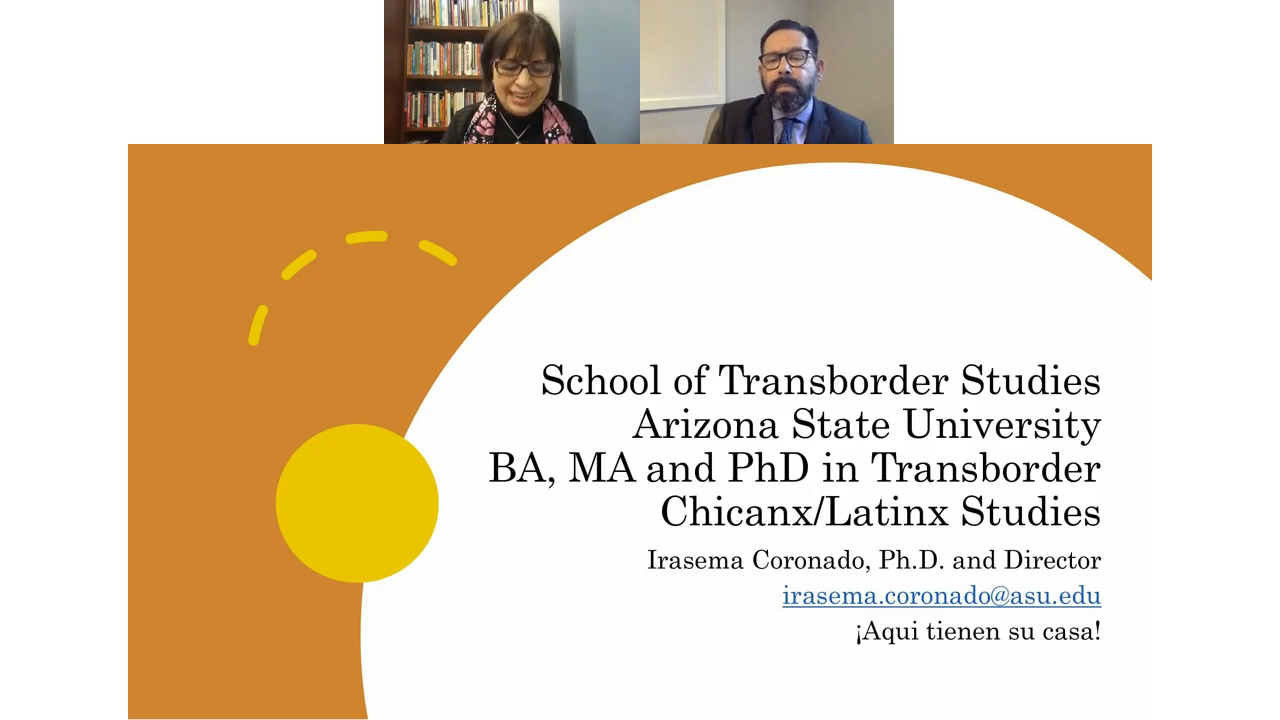 School of Transborder Studies
Arizona State University
BA, MA and PhD in Transborder
Chicanx/Latinx Studies
Irasema Coronado, Ph.D. and Director
irasema.coronado@asu.edu
¡Aqui tienen su casa!